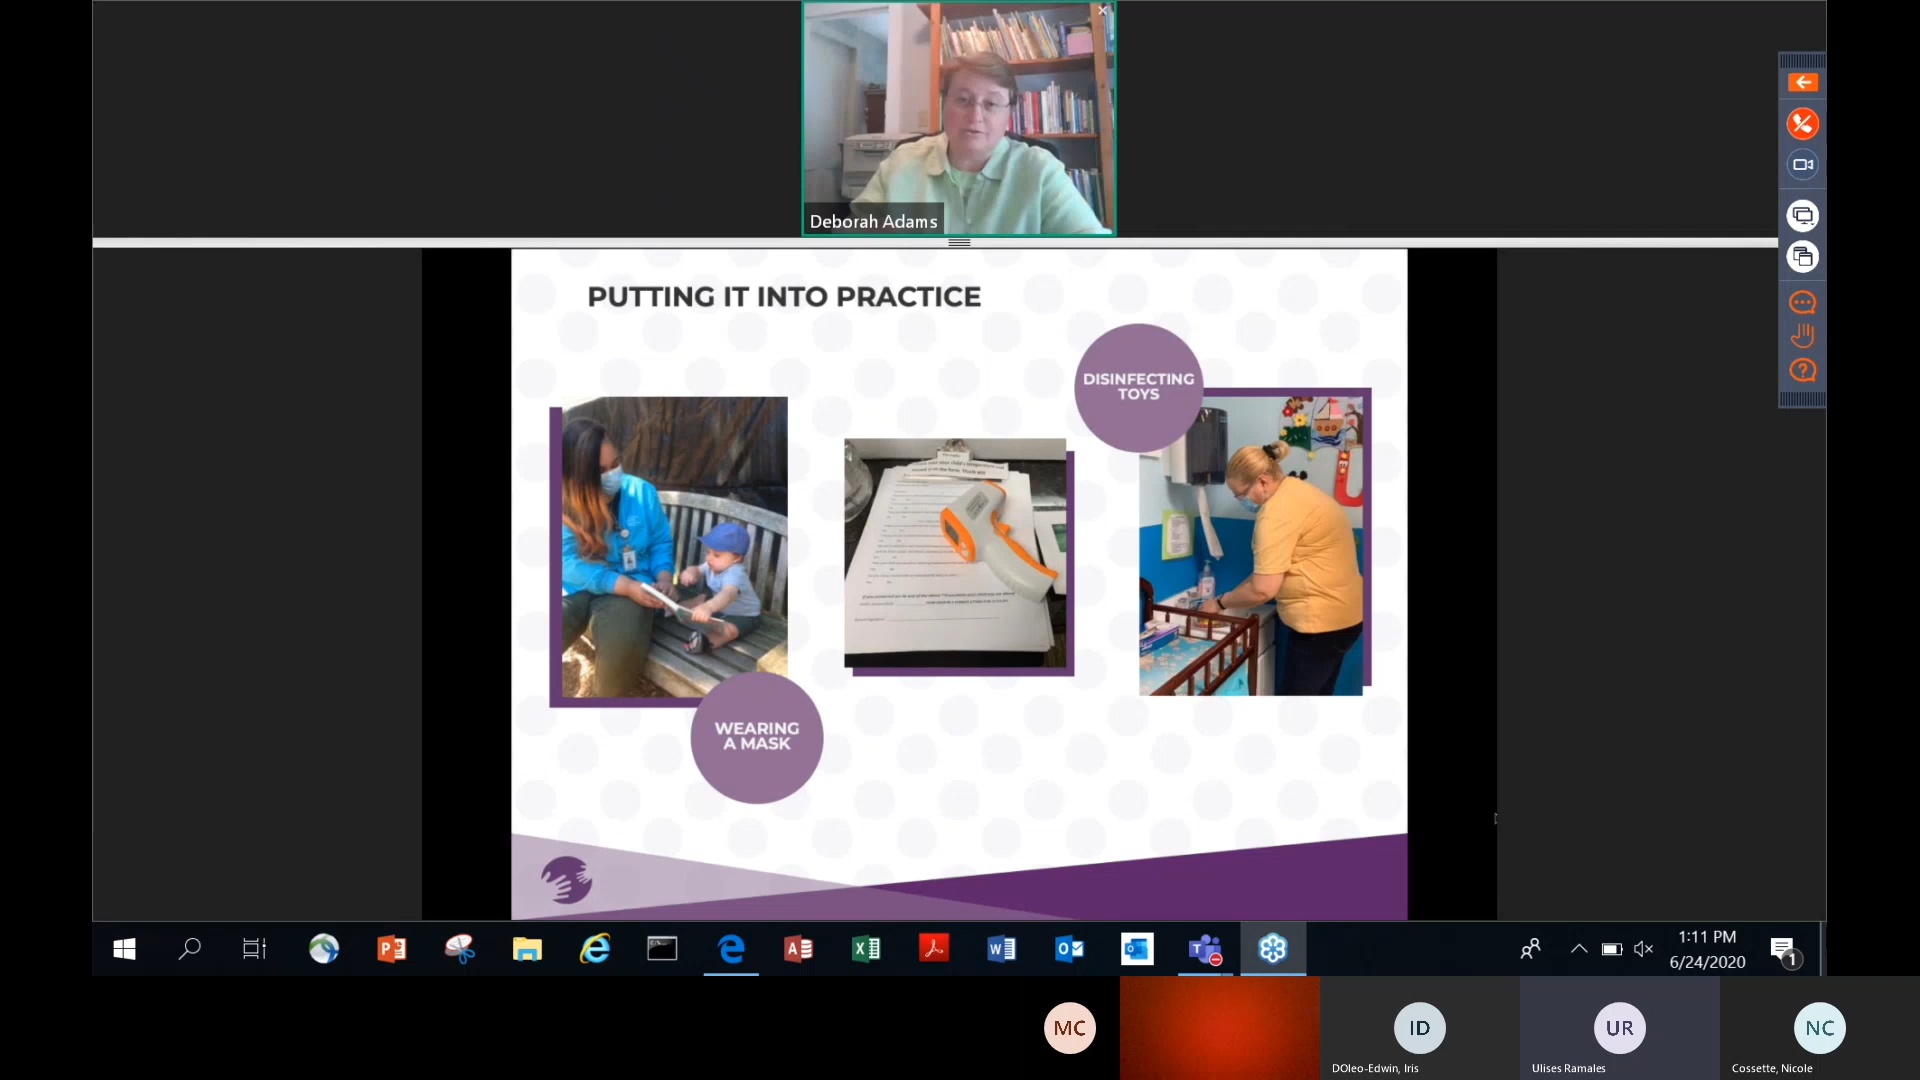 Deborah Adams
PUTTING IT INTO PRACTICE
DISINFECTING
TOYS
WEARING
A MASK
1:11 PM
6/24/2020
1
MC
ID
UR
NC
DOleo-Edwin, Iris
Ulises Ramales
Cossette, Nicole